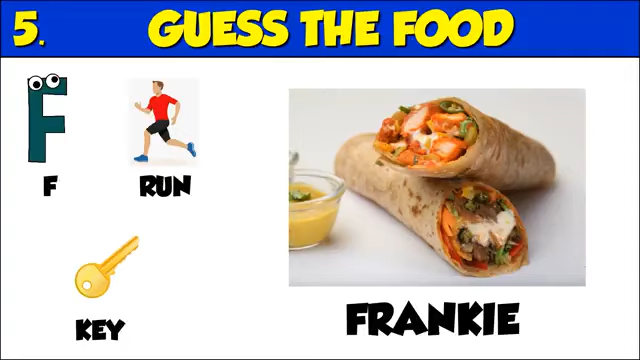 5. GUESS THE FOOD
F
F RUN
KEY
FRANKIE